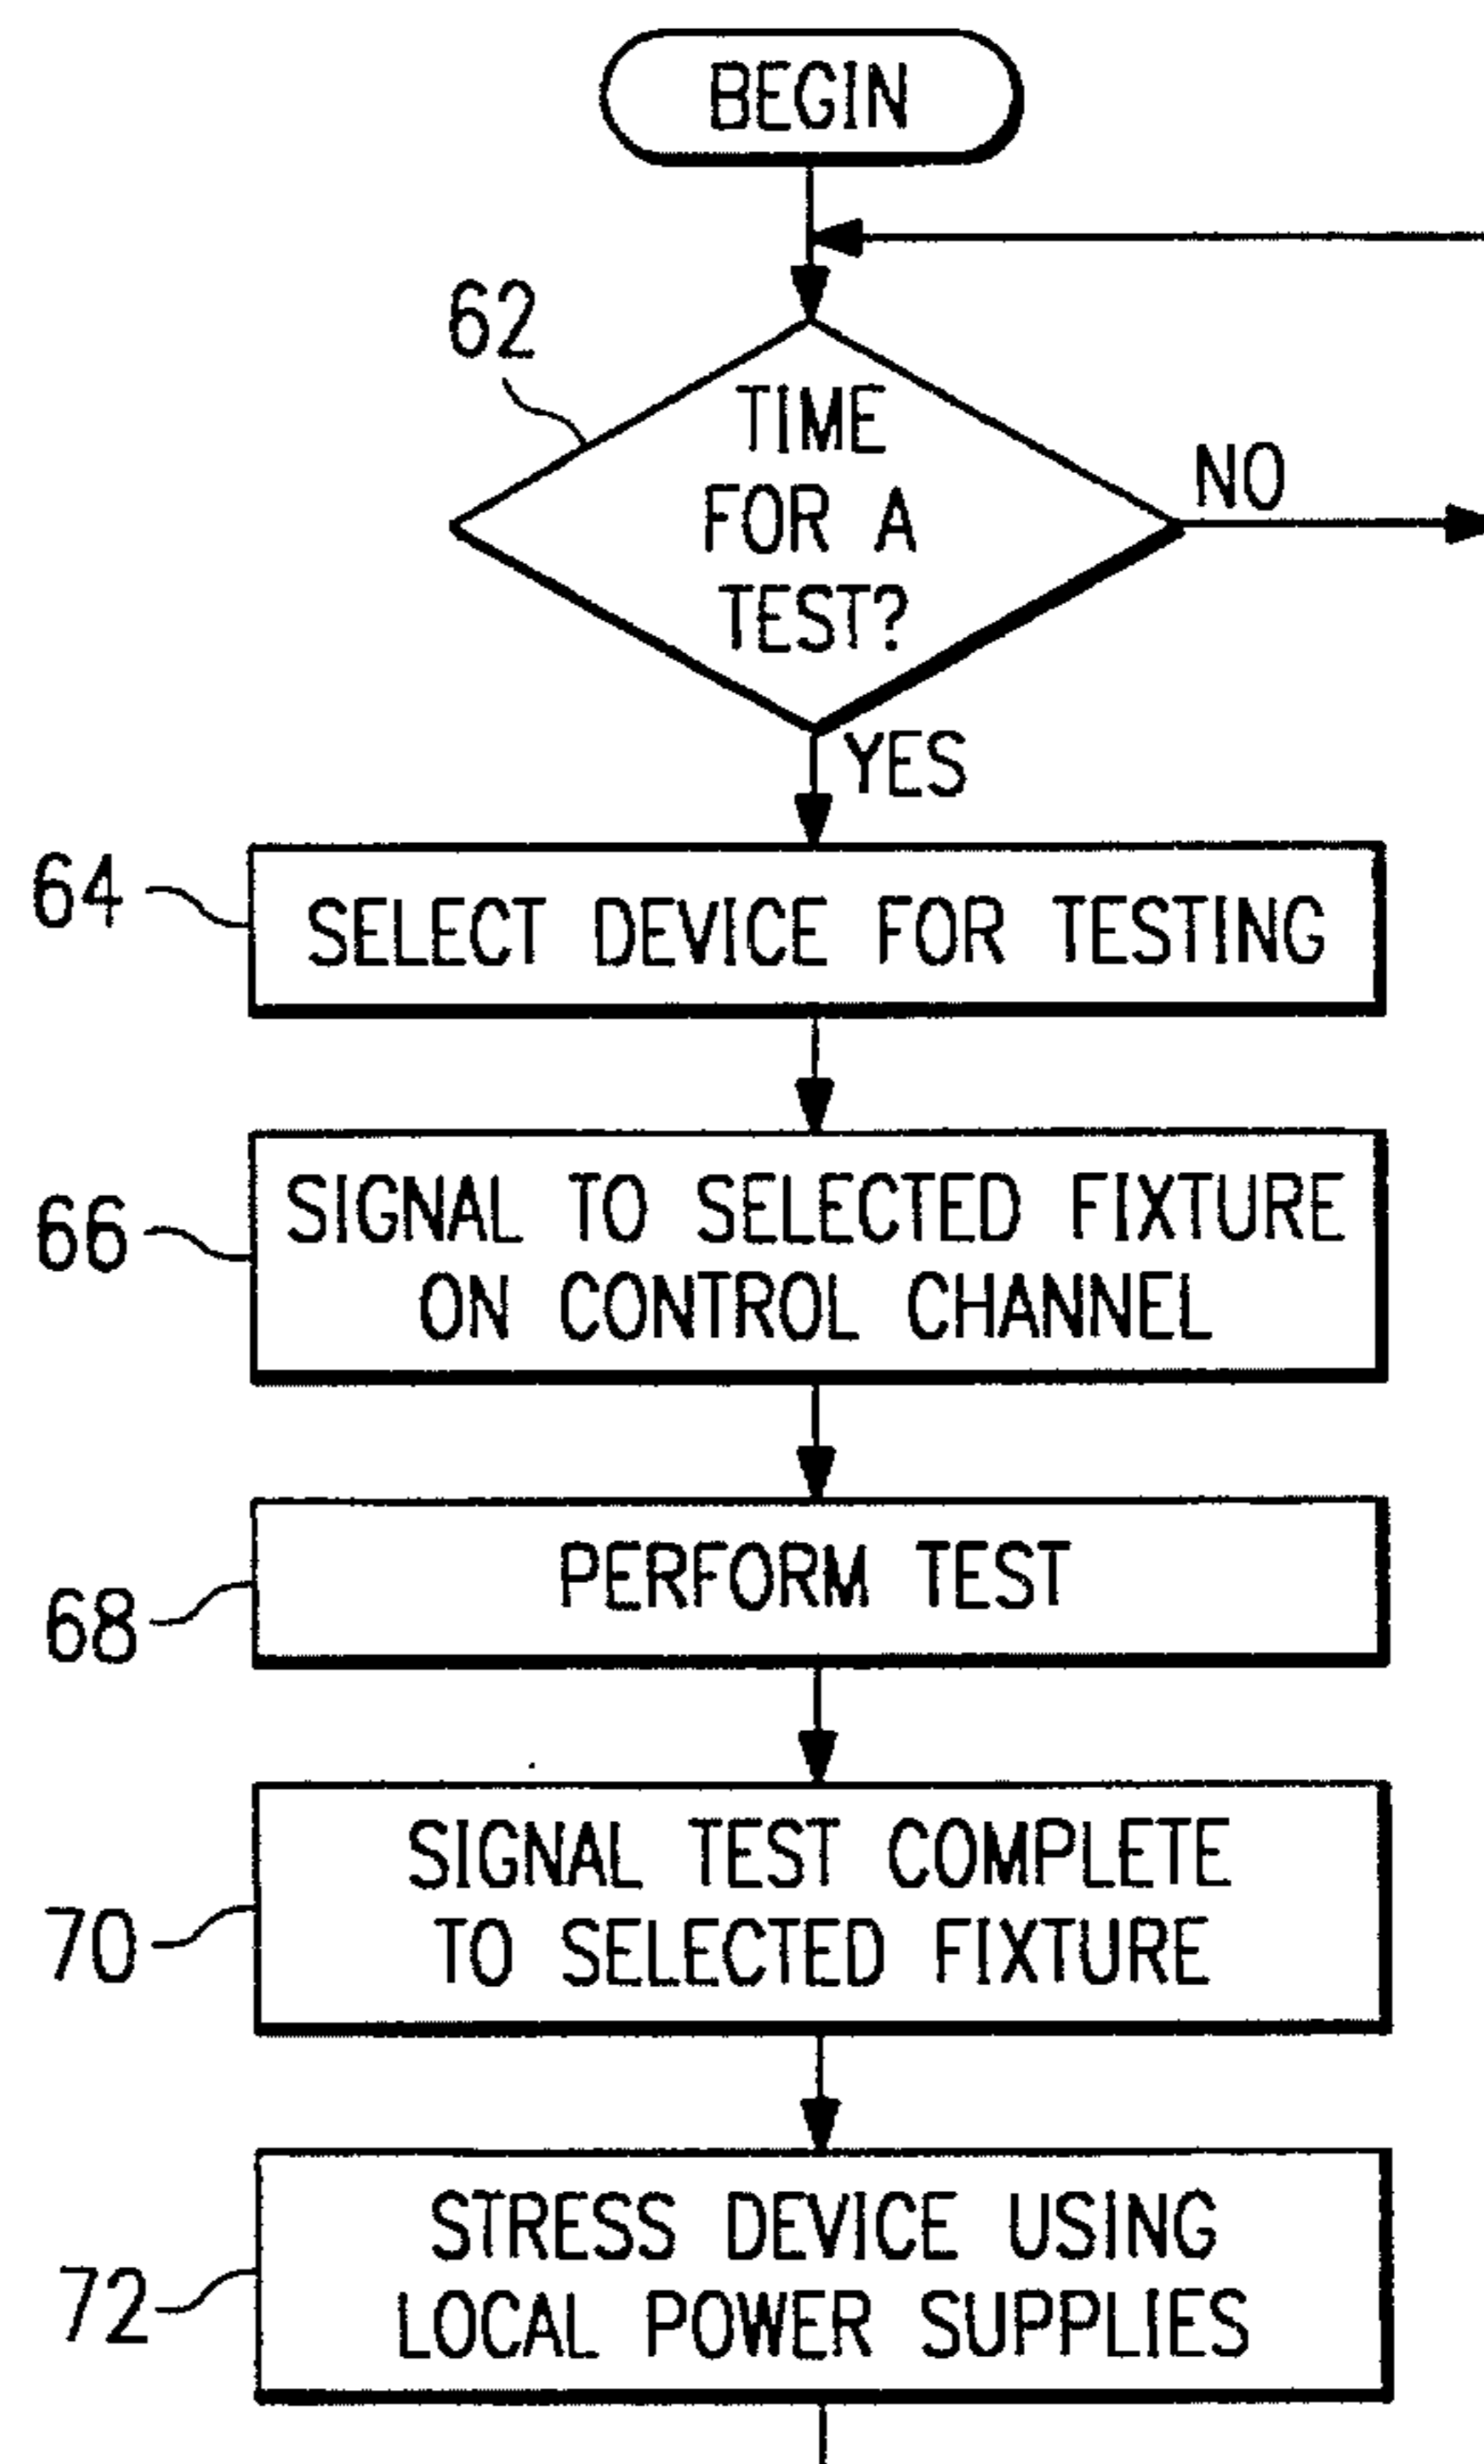 BEGIN
62
TIME
FOR A
TEST?
NO
YES
64
SELECT DEVICE FOR TESTING
66
SIGNAL TO SELECTED FIXTURE
ON CONTROL CHANNEL
68
PERFORM TEST
70
SIGNAL TEST COMPLETE
TO SELECTED FIXTURE
72
STRESS DEVICE USING
LOCAL POWER SUPPLIES